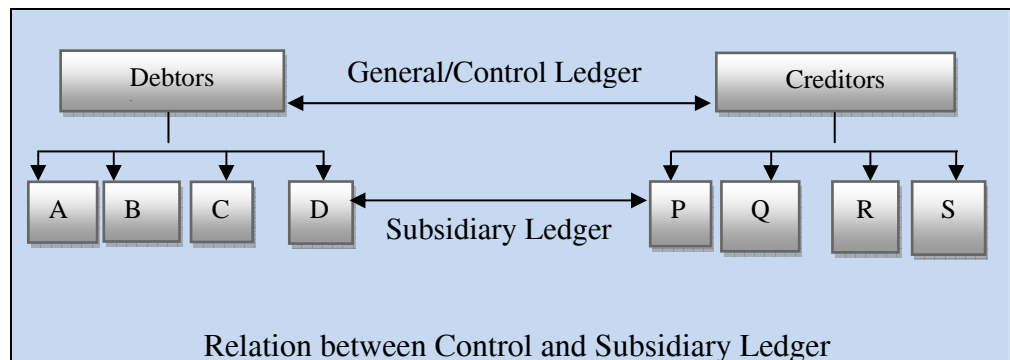 General/Control Ledger
Debtors
Creditors
A B C D P Q R S
Subsidiary Ledger
Relation between Control and Subsidiary Ledger